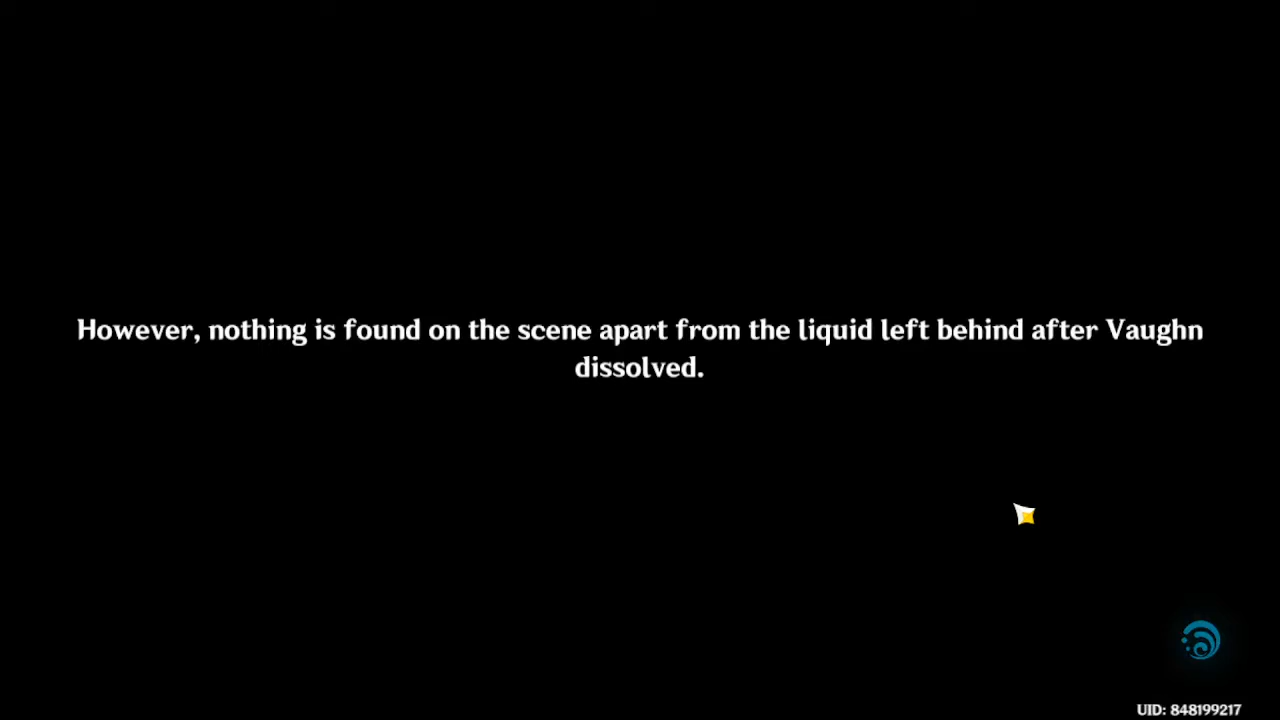 However, nothing is found on the scene apart from the liquid left behind after Vaughn
dissolved.
UID: 848199217